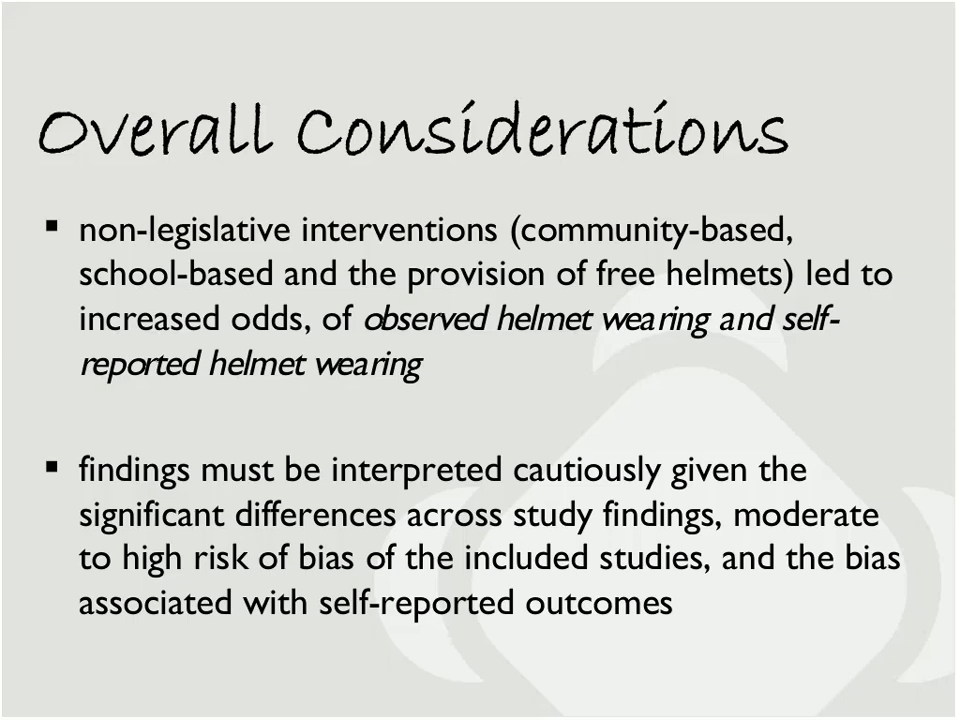 Overall Considerations
▪ non-legislative interventions (community-based,
school-based and the provision of free helmets) led to
increased odds, of observed helmet wearing and self-
reported helmet wearing
▪ findings must be interpreted cautiously given the
significant differences across study findings, moderate
to high risk of bias of the included studies, and the bias
associated with self-reported outcomes